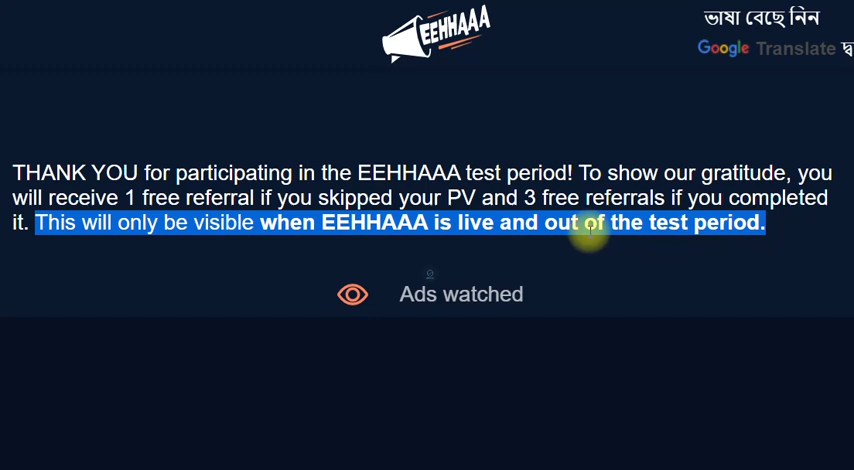 EEHHAAA
ভাষা বেছে নিন
Google Translate দ্ব
THANK YOU for participating in the EEHHAAA test period! To show our gratitude, you
will receive 1 free referral if you skipped your PV and 3 free referrals if you completed
it. This will only be visible when EEHHAAA is live and out of the test period.
Ads watched